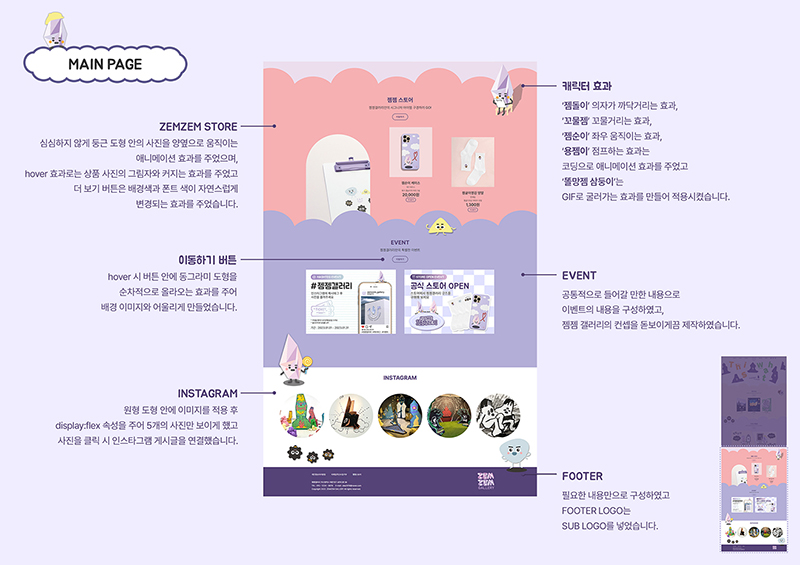 MAIN PAGE
ZEMZEM STORE
심심하지 않게 둥근 도형 안의 사진을 양옆으로 움직이는
애니메이션 효과를 주었으며,
hover 효과로는 상품 사진의 그림자와 커지는 효과를 주었고
더 보기 버튼은 배경색과 폰트 색이 자연스럽게
변경되는 효과를 주었습니다.
이동하기 버튼
hover 시 버튼 안에 동그라미 도형을
순차적으로 올라오는 효과를 주어
배경 이미지와 어울리게 만들었습니다.
INSTAGRAM
원형 도형 안에 이미지를 적용 후
display:flex 속성을 주어 5개의 사진만 보이게 했고
사진을 클릭 시 인스타그램 게시글을 연결했습니다.
젬젬 스토어
20,000원
1,500원
EVENT
#젬젬갤러리
공식 스토어 OPEN
INSTAGRAM
ZEM
ZEM
GALLERY
캐릭터 효과
‘젬돌이’ 의자가 까닥거리는 효과,
‘꼬물젬’ 꼬물거리는 효과,
‘젬순이’ 좌우 움직이는 효과,
‘용젬이’ 점프하는 효과는
코딩으로 애니메이션 효과를 주었고
‘똘망젬 삼둥이’는
GIF로 굴러가는 효과를 만들어 적용시켰습니다.
EVENT
공통적으로 들어갈 만한 내용으로
이벤트의 내용을 구성하였고,
젬젬 갤러리의 컨셉을 돋보이게끔 제작하였습니다.
FOOTER
필요한 내용만으로 구성하였고
FOOTER LOGO는
SUB LOGO를 넣었습니다.